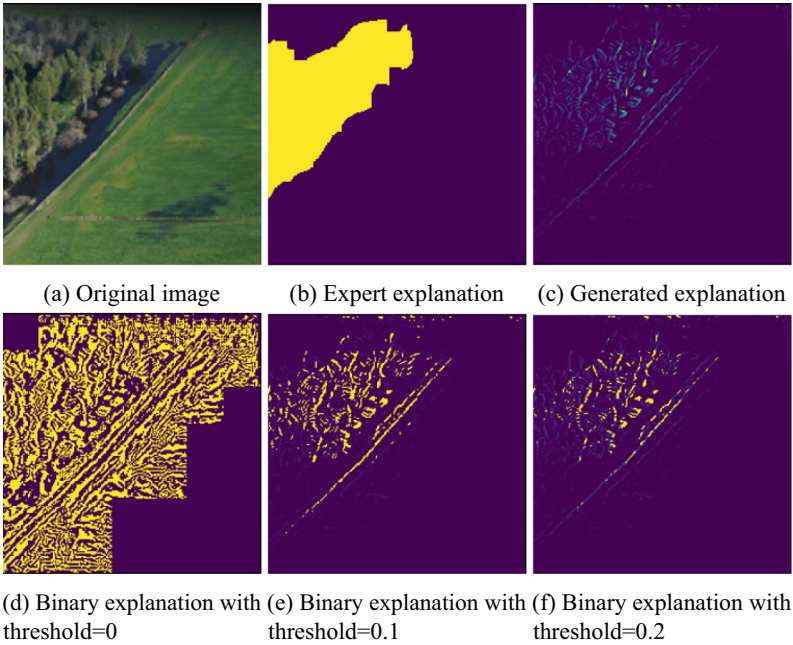 (a) Original image
(b) Expert explanation
(c) Generated explanation
(d) Binary explanation with
threshold=0
(e) Binary explanation with
threshold=0.1
(f) Binary explanation with
threshold=0.2